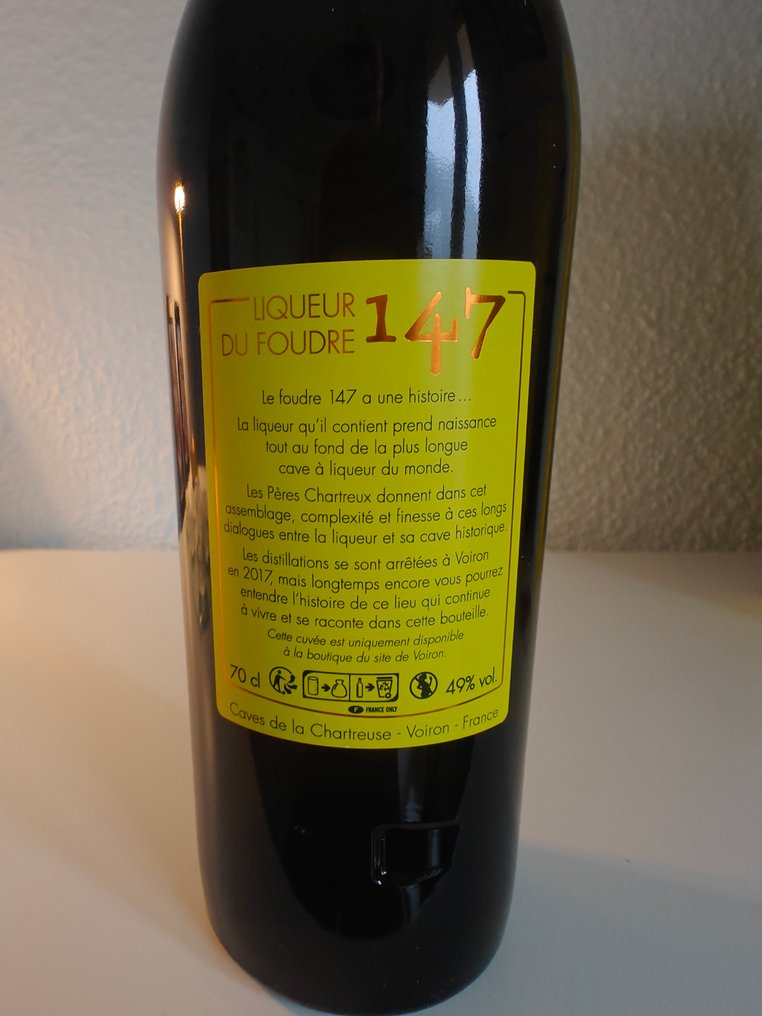 LIQUEUR
DU FOUDRE 147
Le foudre 147 a une histoire...
La liqueur qu'il contient prend naissance
tout au fond de la plus longue
cave à liqueur du monde.
Les Pères Chartreux donnent dans cet
assemblage, complexité et finesse à ces longs
dialogues entre la liqueur et sa cave historique.
Les distillations se sont arrêtées à Voiron
en 2017, mais longtemps encore vous pourrez
entendre l'histoire de ce lieu qui continue
à vivre et se raconte dans cette bouteille.
Cette cuvée est uniquement disponible
à la boutique du site de Voiron.
70 cl 49% vol.
F FRANCE ONLY
Caves de la Chartreuse - Voiron - France